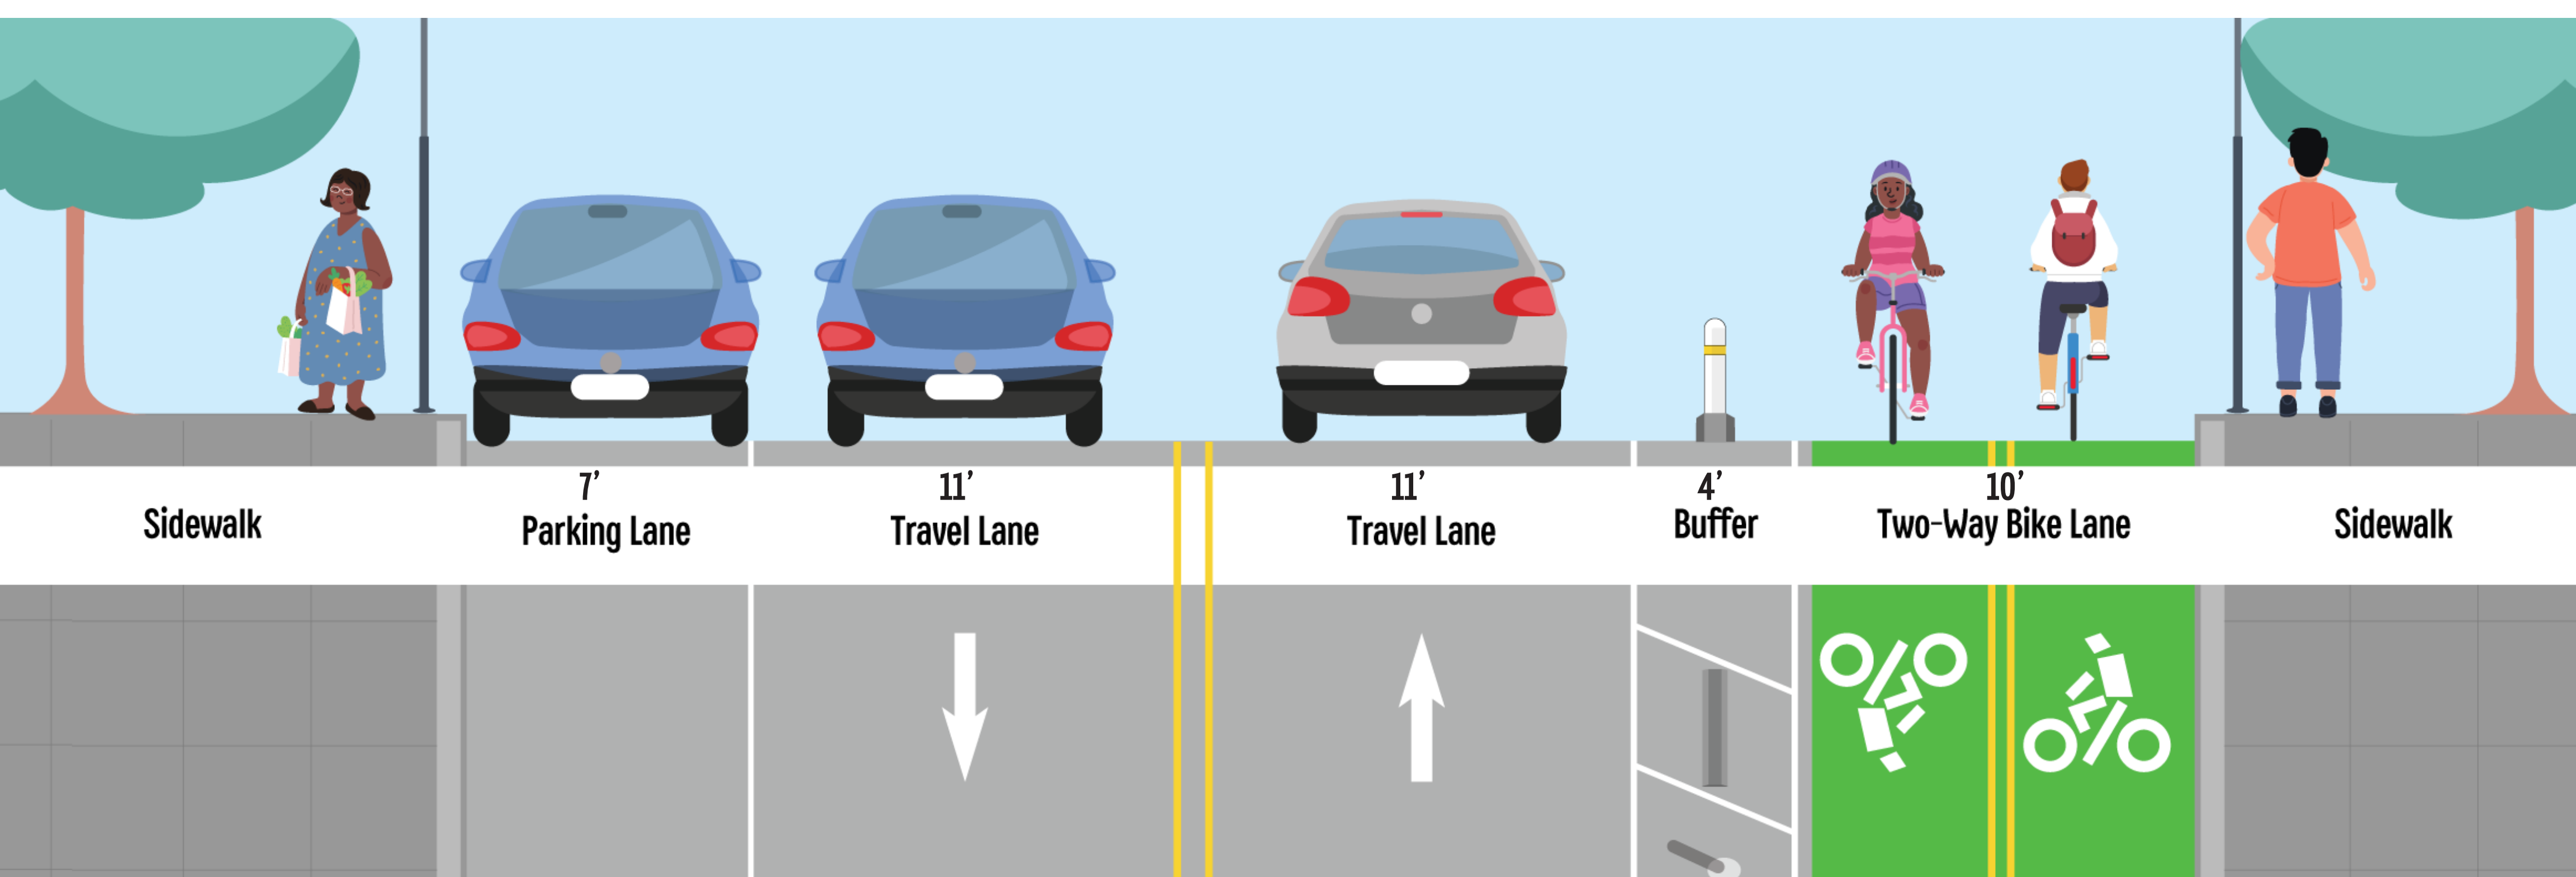 Sidewalk
7’
Parking Lane
11’
Travel Lane
11’
Travel Lane
4’
Buffer
10’
Two-Way Bike Lane
Sidewalk